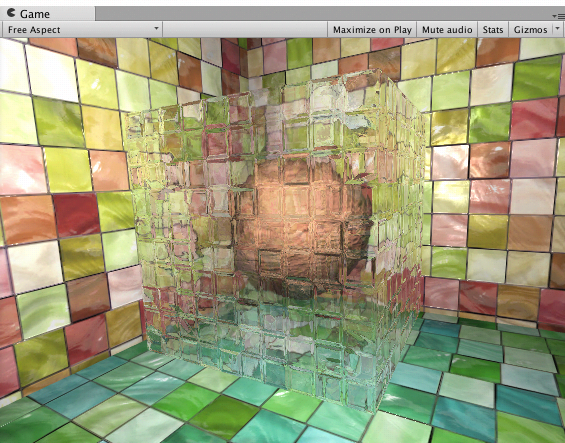 Game
Free Aspect
Maximize on Play
Mute audio
Stats
Gizmos